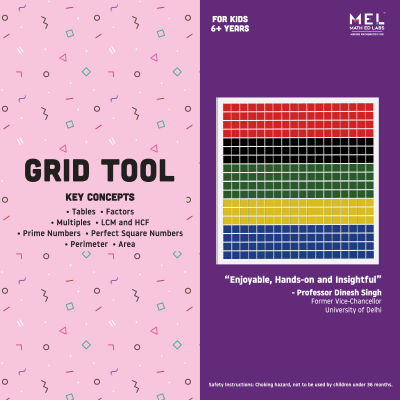 GRID TOOL
KEY CONCEPTS
• Tables • Factors
• Multiples • LCM and HCF
• Prime Numbers • Perfect Square Numbers
• Perimeter • Area
FOR KIDS
6+ YEARS
MEL
MATH ED LABS
“Enjoyable, Hands-on and Insightful”
- Professor Dinesh Singh
Former Vice-Chancellor
University of Delhi
Safety Instructions: Choking hazard, not to be used by children under 36 months.